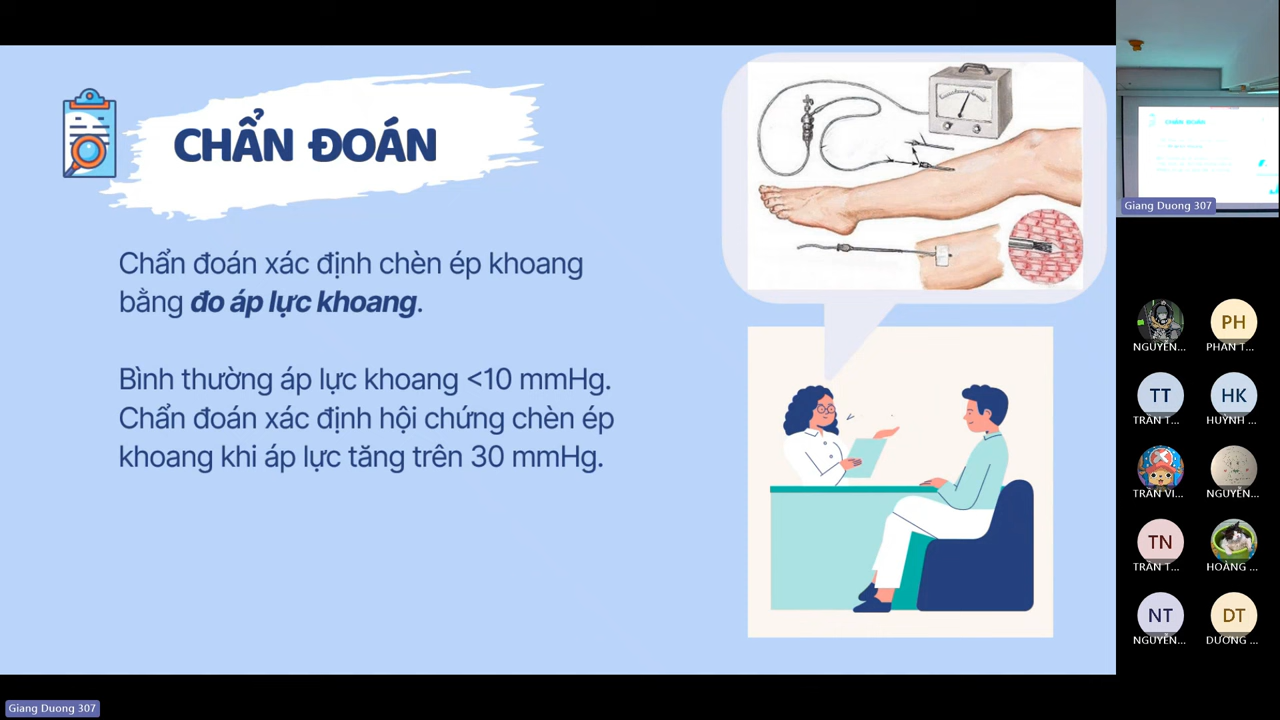 CHẨN ĐOÁN
Chẩn đoán xác định chèn ép khoang
bằng đo áp lực khoang.
Bình thường áp lực khoang <10 mmHg.
Chẩn đoán xác định hội chứng chèn ép
khoang khi áp lực tăng trên 30 mmHg.
Giang Duong 307
CHẨN ĐOÁN
Giang Duong 307
NGUYỄN...
PH
PHAN T...
TT
TRẦN T...
HK
HUỲNH ...
TRẦN VI...
NGUYỄN...
TN
TRẦN T...
HOÀNG ...
NT
NGUYỄN...
DT
DƯƠNG ...